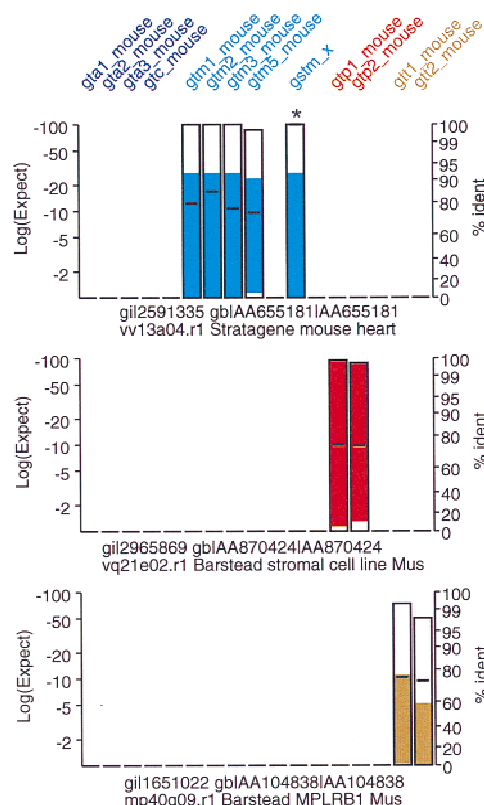 gta1_mouse
gta2_mouse
gta3_mouse
gtc_mouse
gtm1_mouse
gtm2_mouse
gtm3_mouse
gtm5_mouse
gstm_x
gtp1_mouse
gtp2_mouse
gtt1_mouse
gtt2_mouse
*
Log(Expect)
-100
-50
-20
-10
-5
-2
100
99
95
90
80
60
40
20
0
% ident
gi|2591335 gb|AA655181|AA655181
vv13a04.r1 Stratagene mouse heart
Log(Expect)
-100
-50
-20
-10
-5
-2
100
99
95
90
80
60
40
20
0
% ident
gi|2965869 gb|AA870424|AA870424
vq21e02.r1 Barstead stromal cell line Mus
Log(Expect)
-100
-50
-20
-10
-5
-2
100
99
95
90
80
60
40
20
0
% ident
gi|1651022 gb|AA104838|AA104838
mp40g09.r1 Barstead MPLRB1 Mus